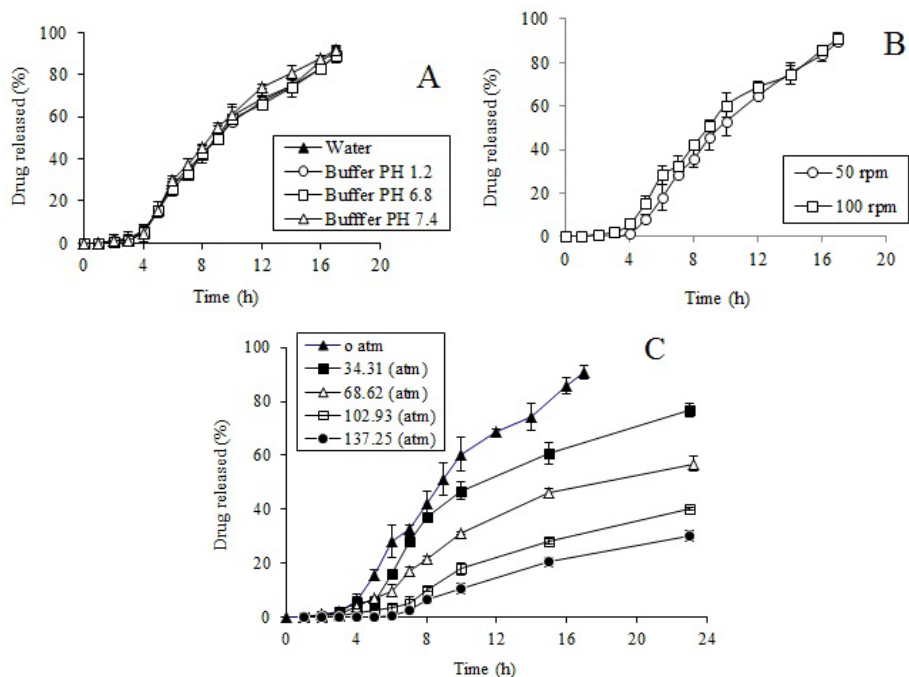 A
Drug released (%)
100
80
60
40
20
0
0 4 8 12 16 20
Time (h)
Water
Buffer PH 1.2
Buffer PH 6.8
Bufffer PH 7.4
B
Drug released (%)
100
80
60
40
20
0
0 4 8 12 16 20
Time (h)
50 rpm
100 rpm
C
o atm
34.31 (atm)
68.62 (atm)
102.93 (atm)
137.25 (atm)
Drug released (%)
100
80
60
40
20
0
0 4 8 12 16 20 24
Time (h)